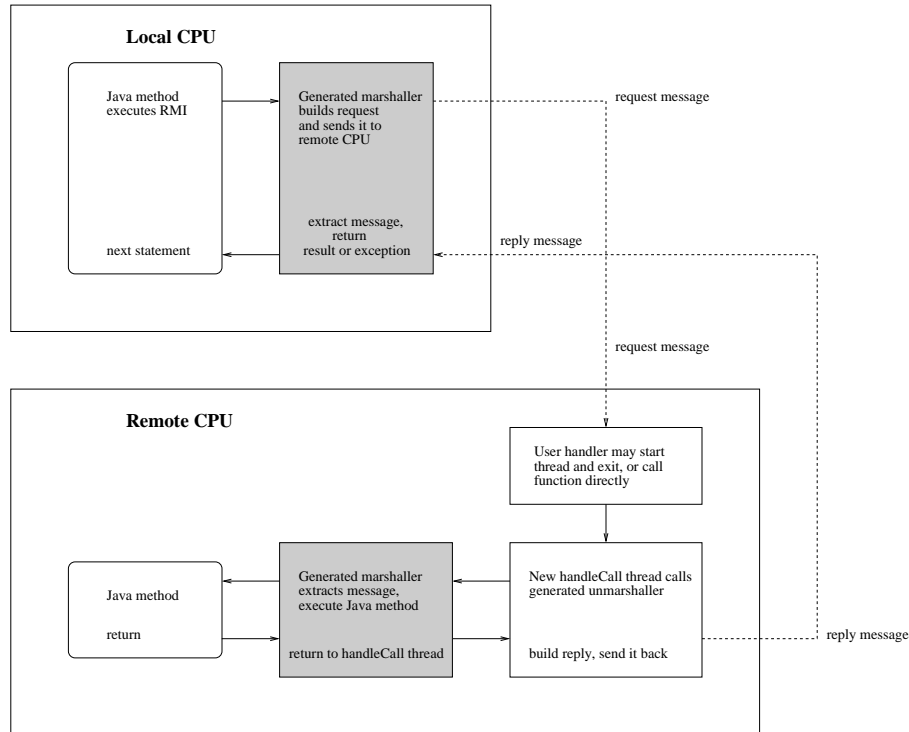 Local CPU
Java method
executes RMI
Generated marshaller
builds request
and sends it to
remote CPU
request message
extract message,
return
result or exception
next statement
reply message
request message
Remote CPU
User handler may start
thread and exit, or call
function directly
Java method
Generated marshaller
extracts message,
execute Java method
New handleCall thread calls
generated unmarshaller
return
return to handleCall thread
build reply, send it back
reply message